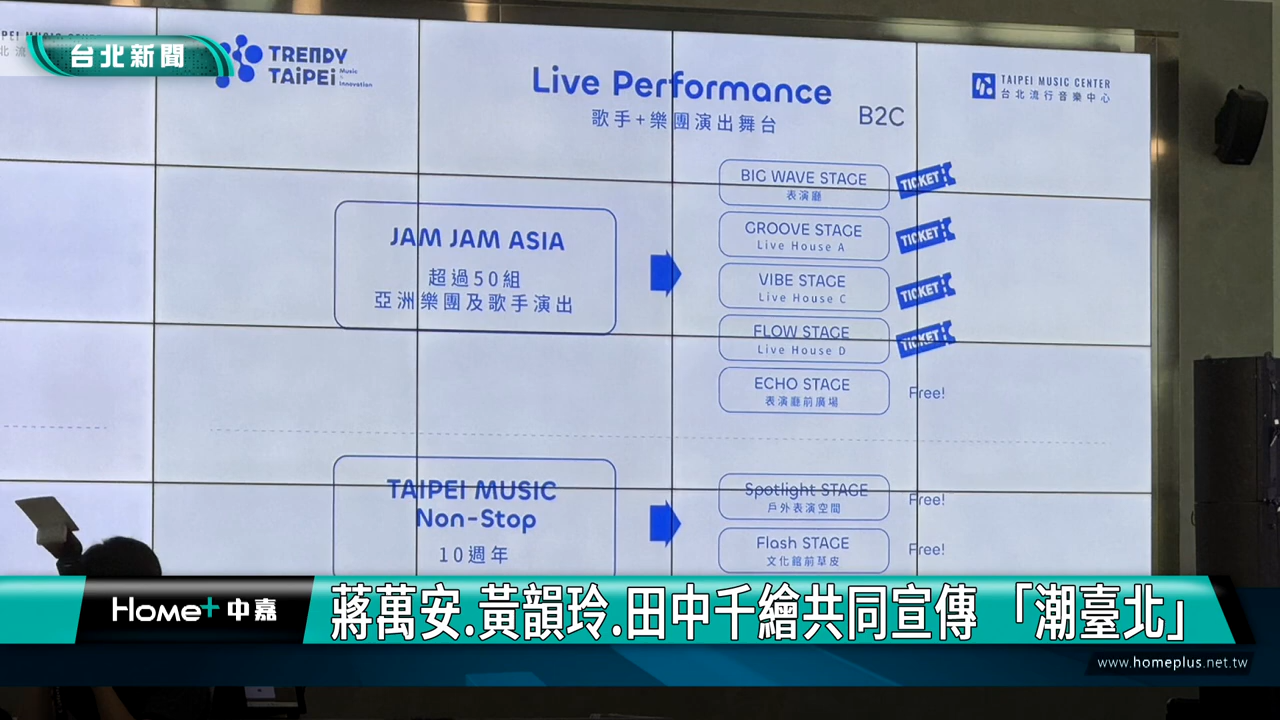 台北新聞
TRENDY
TAIPEI
Music
Innovation
Live Performance
B2C
歌手+樂團演出舞台
TAIPEI MUSIC CENTER
台北流行音樂中心
JAM JAM ASIA
超過50組
亞洲樂團及歌手演出
BIG WAVE STAGE
表演廳
TICKET
GROOVE STAGE
Live House A
TICKET
VIBE STAGE
Live House C
TICKET
FLOW STAGE
Live House D
TICKET
ECHO STAGE
表演廳前廣場
Free!
TAIPEI MUSIC
Non-Stop
10週年
Spotlight STAGE
戶外表演空間
Free!
Flash STAGE
文化館前草皮
Free!
Home+中嘉
蔣萬安.黃韻玲.田中千繪共同宣傳「潮臺北」
www.homeplus.net.tw